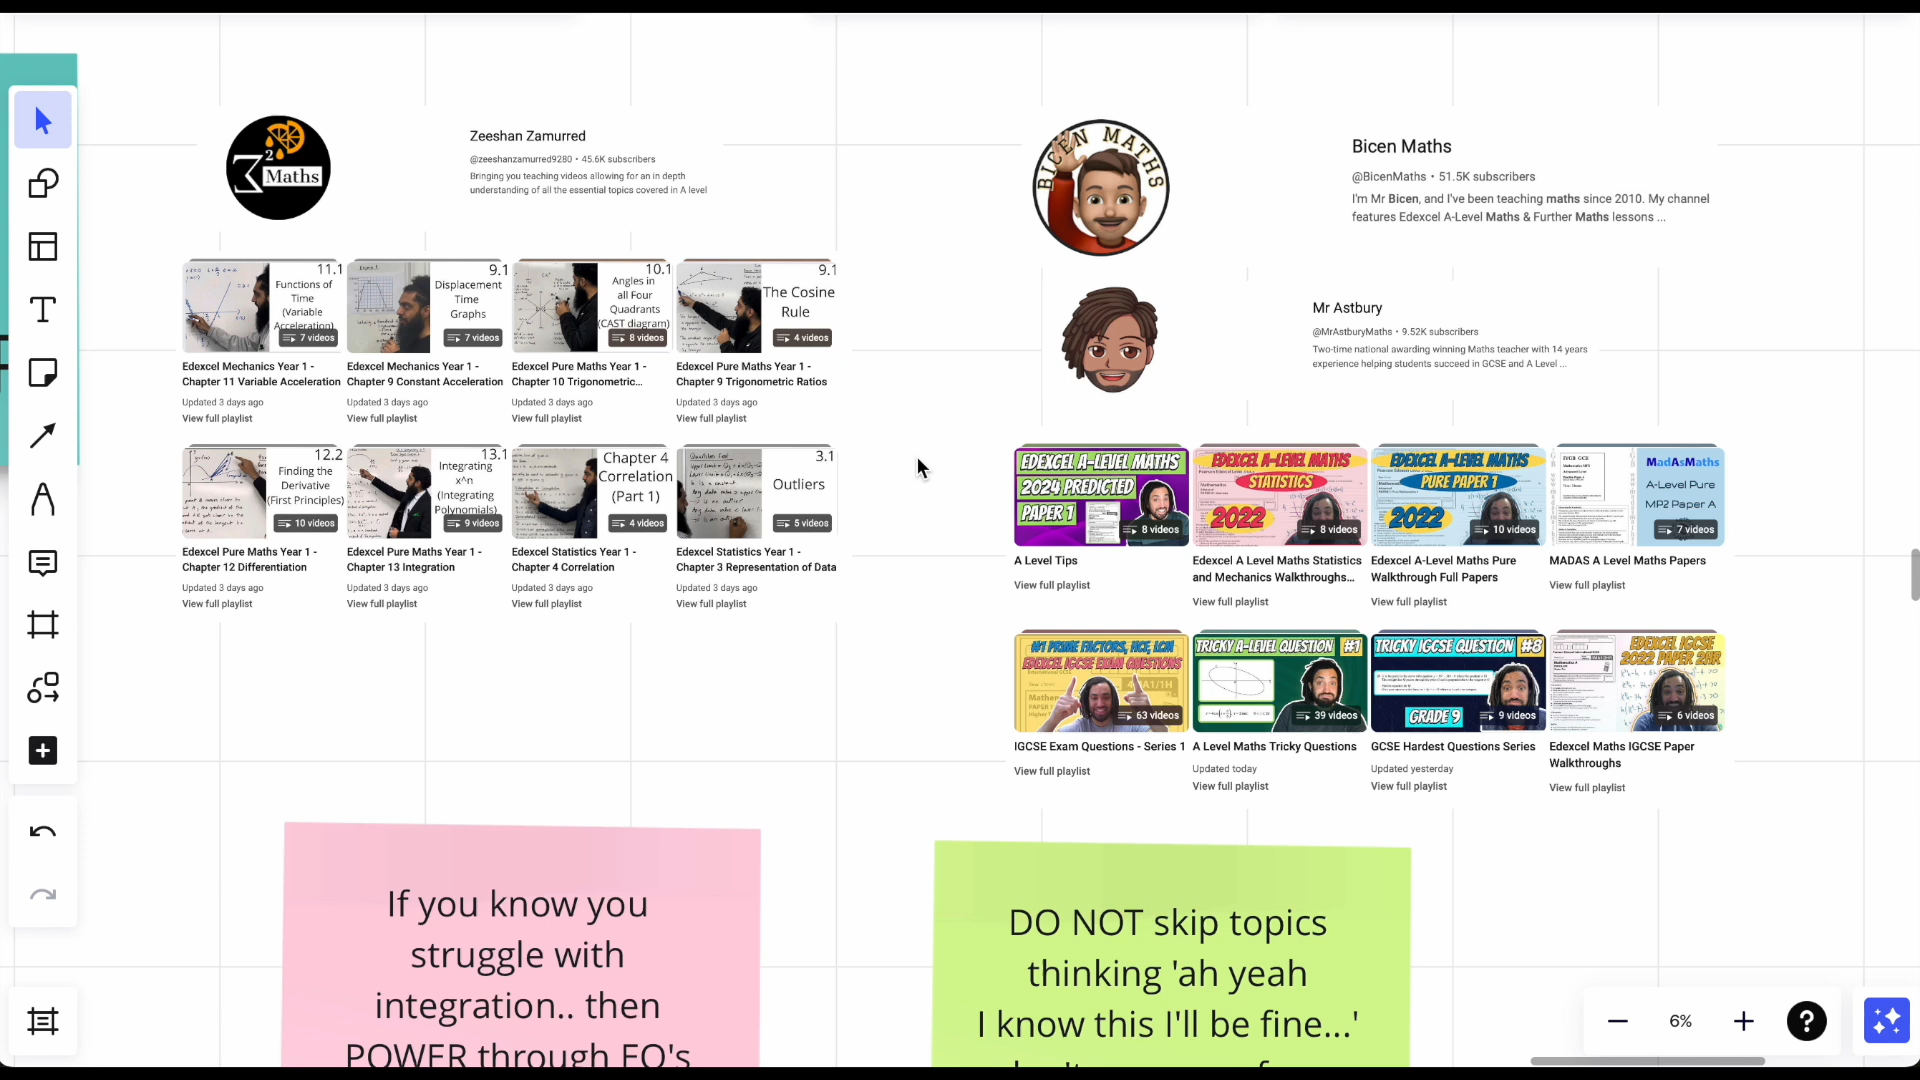 3² Maths
Zeeshan Zamurred
@zeeshanzamurred9280 • 45.6K subscribers
Bringing you teaching videos allowing for an in depth
understanding of all the essential topics covered in A level
11.1
Functions of
Time
(Variable
Acceleration)
7 videos
Edexcel Mechanics Year 1 -
Chapter 11 Variable Acceleration
Updated 3 days ago
View full playlist
9.1
Displacement
Time
Graphs
7 videos
Edexcel Mechanics Year 1 -
Chapter 9 Constant Acceleration
Updated 3 days ago
View full playlist
10.1
Angles in
all Four
Quadrants
(CAST diagram)
8 videos
Edexcel Pure Maths Year 1 -
Chapter 10 Trigonometric...
Updated 3 days ago
View full playlist
9.1
The Cosine
Rule
4 videos
Edexcel Pure Maths Year 1 -
Chapter 9 Trigonometric Ratios
Updated 3 days ago
View full playlist
12.2
Finding the
Derivative
(First Principles)
10 videos
Edexcel Pure Maths Year 1 -
Chapter 12 Differentiation
Updated 3 days ago
View full playlist
13.1
Integrating
x^n
(Integrating
Polynomials)
9 videos
Edexcel Pure Maths Year 1 -
Chapter 13 Integration
Updated 3 days ago
View full playlist
Chapter 4
Correlation
(Part 1)
4 videos
Edexcel Statistics Year 1 -
Chapter 4 Correlation
Updated 3 days ago
View full playlist
3.1
Outliers
5 videos
Edexcel Statistics Year 1 -
Chapter 3 Representation of Data
Updated 3 days ago
View full playlist
BICEN MATHS
Bicen Maths
@BicenMaths • 51.5K subscribers
I'm Mr Bicen, and I've been teaching maths since 2010. My channel
features Edexcel A-Level Maths & Further Maths lessons ...
Mr Astbury
@MrAstburyMaths • 9.52K subscribers
Two-time national awarding winning Maths teacher with 14 years
experience helping students succeed in GCSE and A Level ...
EDEXCEL A-LEVEL MATHS
2024 PREDICTED
PAPER 1
8 videos
A Level Tips
View full playlist
EDEXCEL A-LEVEL MATHS
STATISTICS
2022
8 videos
Edexcel A Level Maths Statistics
and Mechanics Walkthroughs...
View full playlist
EDEXCEL A-LEVEL MATHS
PURE PAPER 1
2022
10 videos
Edexcel A-Level Maths Pure
Walkthrough Full Papers
View full playlist
MadAsMaths
A-Level Pure
MP2 Paper A
7 videos
MADAS A Level Maths Papers
View full playlist
#1 PRIME FACTORS, HCF, LCM
EDEXCEL IGCSE EXAM QUESTIONS
63 videos
IGCSE Exam Questions - Series 1
View full playlist
TRICKY A-LEVEL QUESTION #1
39 videos
A Level Maths Tricky Questions
Updated today
View full playlist
TRICKY IGCSE QUESTION #8
GRADE 9
9 videos
GCSE Hardest Questions Series
Updated yesterday
View full playlist
EDEXCEL IGCSE
2022 PAPER 2HR
6 videos
Edexcel Maths IGCSE Paper
Walkthroughs
View full playlist
If you know you
struggle with
integration.. then
POWER through EQ's
DO NOT skip topics
thinking 'ah yeah
I know this I'll be fine...'
6%